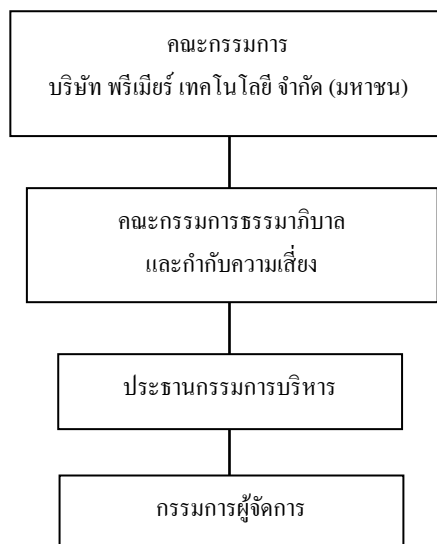 คณะกรรมการ
บริษัท พรีเมียร์ เทคโนโลยี จำกัด (มหาชน)
คณะกรรมการธรรมาภิบาล
และกำกับความเสี่ยง
ประธานกรรมการบริหาร
กรรมการผู้จัดการ